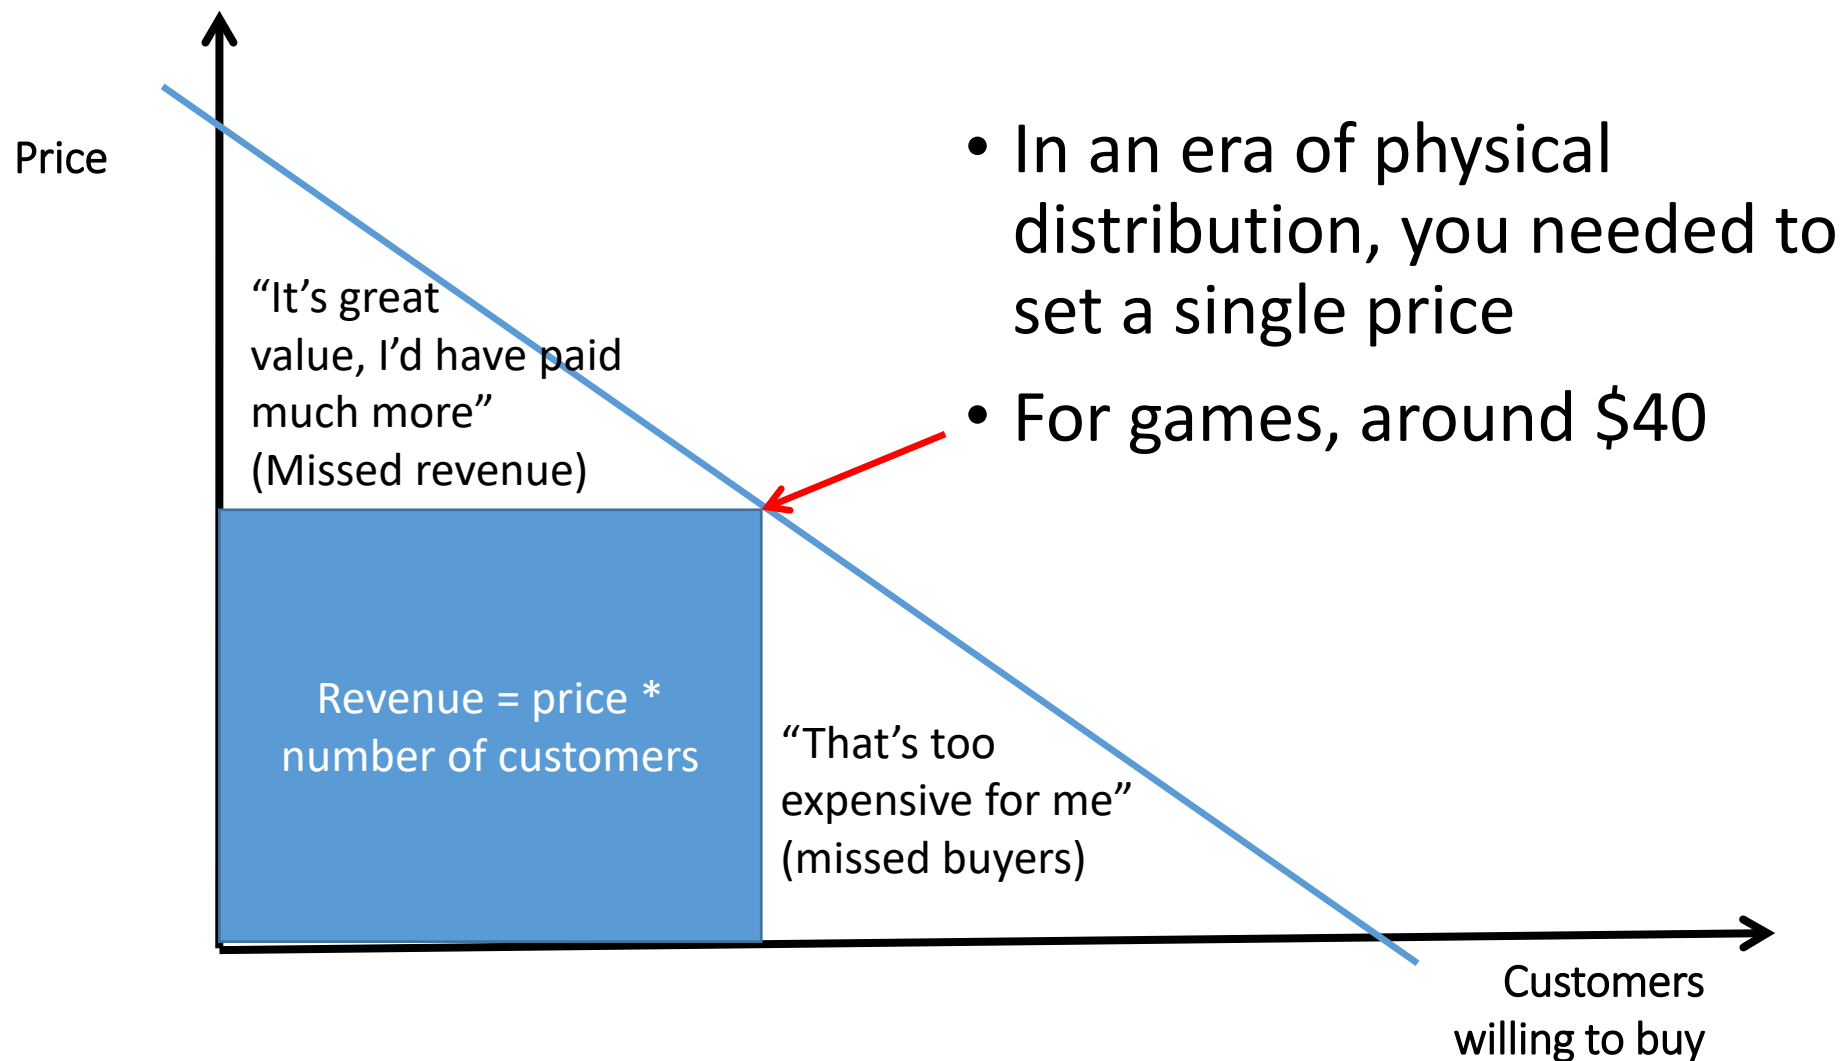 Price
• In an era of physical
distribution, you needed to
set a single price
• For games, around $40
“It’s great
value, I’d have paid
much more”
(Missed revenue)
Revenue = price *
number of customers
“That’s too
expensive for me”
(missed buyers)
Customers
willing to buy